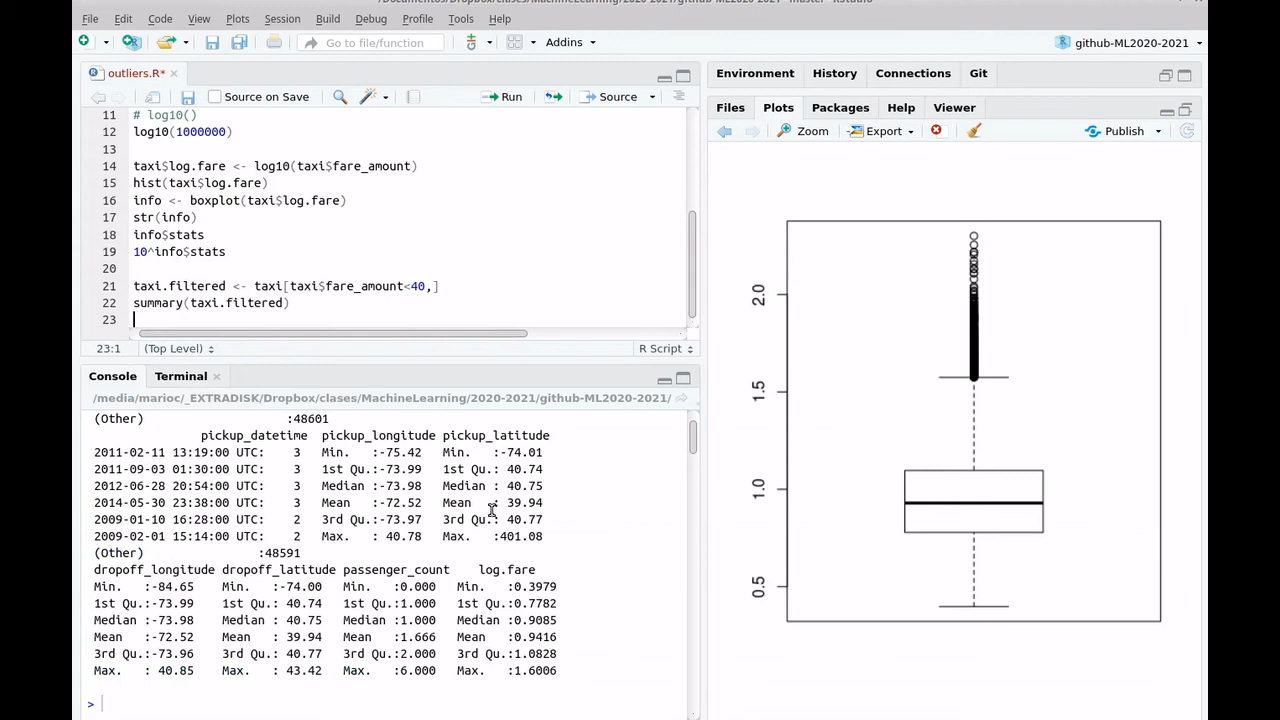 /Documentos/Dropbox/clases/MachineLearning/2020-2021/github-ML2020-2021 - master - RStudio
File Edit Code View Plots Session Build Debug Profile Tools Help
Go to file/function Addins github-ML2020-2021
outliers.R*
Source on Save Run Source
11 # log10()
12 log10(1000000)
13
14 taxi$log.fare <- log10(taxi$fare_amount)
15 hist(taxi$log.fare)
16 info <- boxplot(taxi$log.fare)
17 str(info)
18 info$stats
19 10^info$stats
20
21 taxi.filtered <- taxi[taxi$fare_amount<40,]
22 summary(taxi.filtered)
23
23:1 (Top Level) R Script
Console Terminal
/media/marioc/_EXTRADISK/Dropbox/clases/MachineLearning/2020-2021/github-ML2020-2021/
(Other) :48601
pickup_datetime pickup_longitude pickup_latitude
2011-02-11 13:19:00 UTC: 3 Min. :-75.42 Min. :-74.01
2011-09-03 01:30:00 UTC: 3 1st Qu.:-73.99 1st Qu.: 40.74
2012-06-28 20:54:00 UTC: 3 Median :-73.98 Median : 40.75
2014-05-30 23:38:00 UTC: 3 Mean :-72.52 Mean : 39.94
2009-01-10 16:28:00 UTC: 2 3rd Qu.:-73.97 3rd Qu.: 40.77
2009-02-01 15:14:00 UTC: 2 Max. : 40.78 Max. :401.08
(Other) :48591
dropoff_longitude dropoff_latitude passenger_count log.fare
Min. :-84.65 Min. :-74.00 Min. :0.000 Min. :0.3979
1st Qu.:-73.99 1st Qu.: 40.74 1st Qu.:1.000 1st Qu.:0.7782
Median :-73.98 Median : 40.75 Median :1.000 Median :0.9085
Mean :-72.52 Mean : 39.94 Mean :1.666 Mean :0.9416
3rd Qu.:-73.96 3rd Qu.: 40.77 3rd Qu.:2.000 3rd Qu.:1.0828
Max. : 40.85 Max. : 43.42 Max. :6.000 Max. :1.6006
>
Environment History Connections Git
Files Plots Packages Help Viewer
Zoom Export Publish
2.0
1.5
1.0
0.5